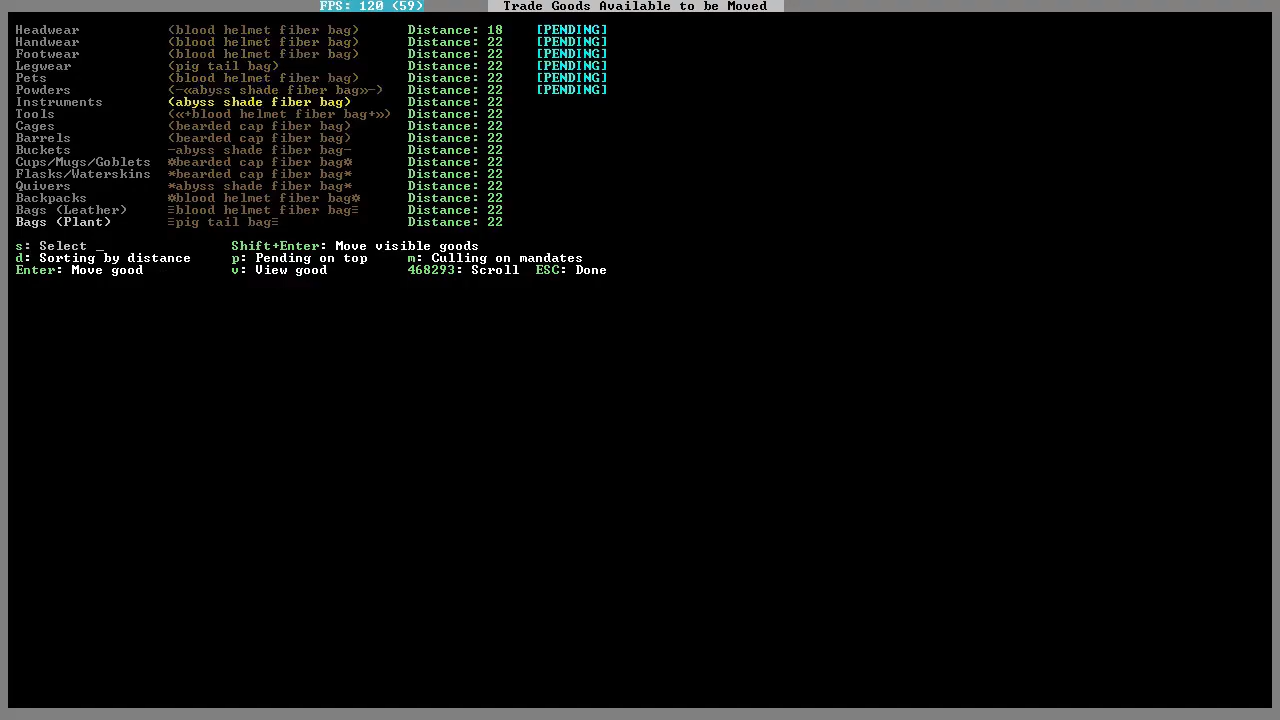 FPS: 120 (59) Trade Goods Available to be Moved
Headwear (blood helmet fiber bag) Distance: 18 [PENDING]
Handwear (blood helmet fiber bag) Distance: 22 [PENDING]
Footwear (blood helmet fiber bag) Distance: 22 [PENDING]
Legwear (pig tail bag) Distance: 22 [PENDING]
Pets (blood helmet fiber bag) Distance: 22 [PENDING]
Powders (-«abyss shade fiber bag»-) Distance: 22 [PENDING]
Instruments (abyss shade fiber bag) Distance: 22
Tools («+blood helmet fiber bag+») Distance: 22
Cages (bearded cap fiber bag) Distance: 22
Barrels (bearded cap fiber bag) Distance: 22
Buckets -abyss shade fiber bag- Distance: 22
Cups/Mugs/Goblets ☼bearded cap fiber bag☼ Distance: 22
Flasks/Waterskins *bearded cap fiber bag* Distance: 22
Quivers *abyss shade fiber bag* Distance: 22
Backpacks ☼blood helmet fiber bag☼ Distance: 22
Bags (Leather) ≡blood helmet fiber bag≡ Distance: 22
Bags (Plant) ≡pig tail bag≡ Distance: 22
s: Select _ Shift+Enter: Move visible goods
d: Sorting by distance p: Pending on top m: Culling on mandates
Enter: Move good v: View good 468293: Scroll ESC: Done